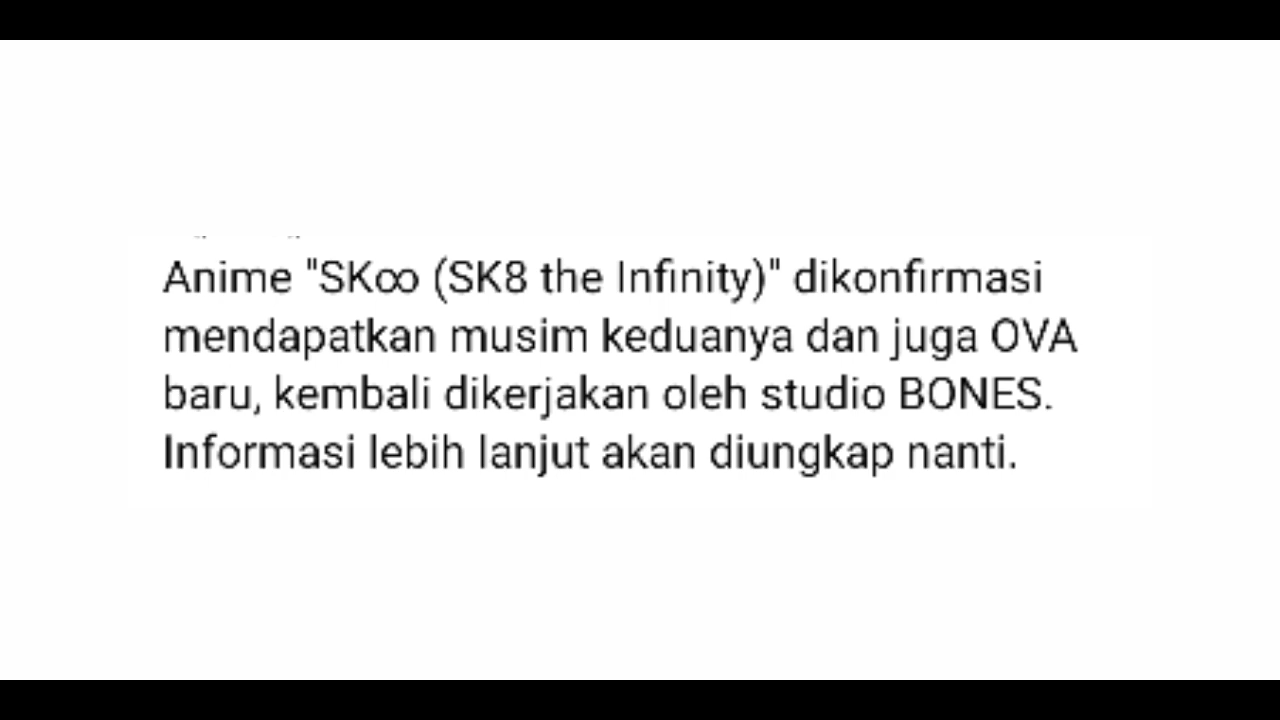 Anime "SK∞ (SK8 the Infinity)" dikonfirmasi
mendapatkan musim keduanya dan juga OVA
baru, kembali dikerjakan oleh studio BONES.
Informasi lebih lanjut akan diungkap nanti.